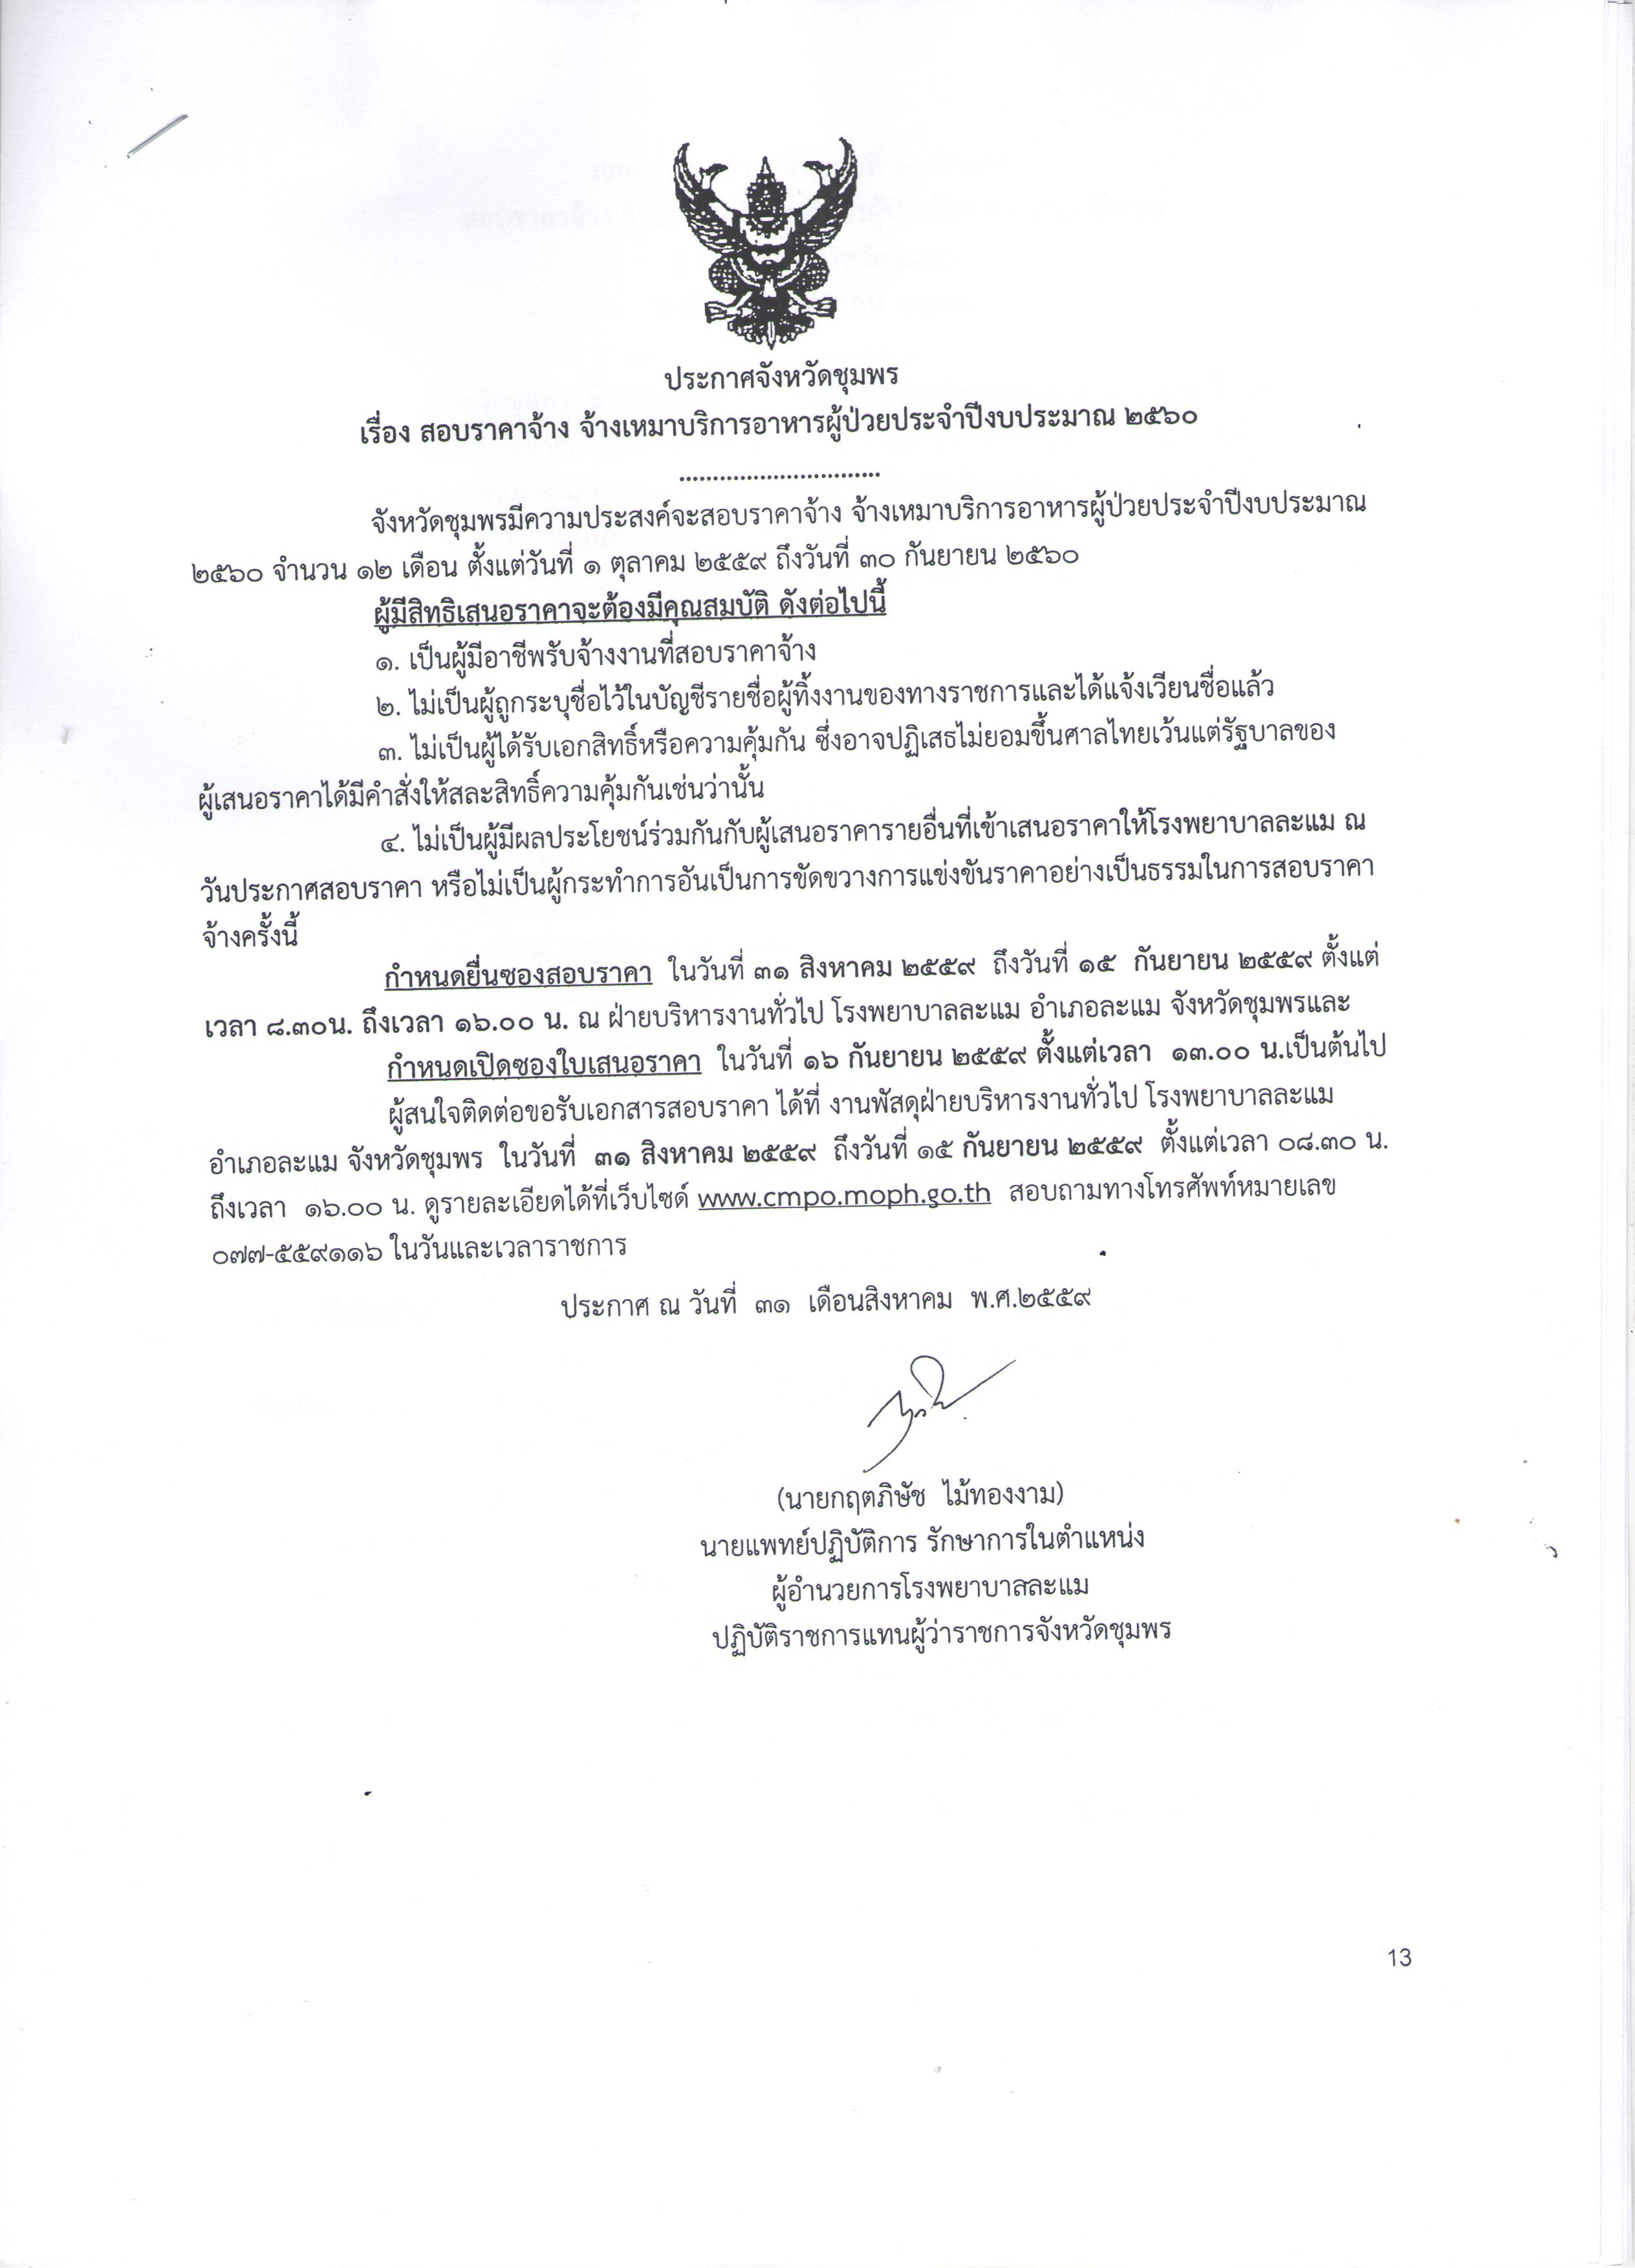 ประกาศจังหวัดชุมพร
เรื่อง สอบราคาจ้าง จ้างเหมาบริการอาหารผู้ป่วยประจำปีงบประมาณ ๒๕๖๐
..............................
จังหวัดชุมพรมีความประสงค์จะสอบราคาจ้าง จ้างเหมาบริการอาหารผู้ป่วยประจำปีงบประมาณ
๒๕๖๐ จำนวน ๑๒ เดือน ตั้งแต่วันที่ ๑ ตุลาคม ๒๕๕๙ ถึงวันที่ ๓๐ กันยายน ๒๕๖๐
ผู้มีสิทธิเสนอราคาจะต้องมีคุณสมบัติ ดังต่อไปนี้
๑. เป็นผู้มีอาชีพรับจ้างงานที่สอบราคาจ้าง
๒. ไม่เป็นผู้ถูกระบุชื่อไว้ในบัญชีรายชื่อผู้ทิ้งงานของทางราชการและได้แจ้งเวียนชื่อแล้ว
๓. ไม่เป็นผู้ได้รับเอกสิทธิ์หรือความคุ้มกัน ซึ่งอาจปฏิเสธไม่ยอมขึ้นศาลไทยเว้นแต่รัฐบาลของ
ผู้เสนอราคาได้มีคำสั่งให้สละสิทธิ์ความคุ้มกันเช่นว่านั้น
๔. ไม่เป็นผู้มีผลประโยชน์ร่วมกันกับผู้เสนอราคารายอื่นที่เข้าเสนอราคาให้โรงพยาบาลละแม ณ
วันประกาศสอบราคา หรือไม่เป็นผู้กระทำการอันเป็นการขัดขวางการแข่งขันราคาอย่างเป็นธรรมในการสอบราคา
จ้างครั้งนี้
กำหนดยื่นซองสอบราคา ในวันที่ ๓๑ สิงหาคม ๒๕๕๙ ถึงวันที่ ๑๕ กันยายน ๒๕๕๙ ตั้งแต่
เวลา ๘.๓๐น. ถึงเวลา ๑๖.๐๐ น. ณ ฝ่ายบริหารงานทั่วไป โรงพยาบาลละแม อำเภอละแม จังหวัดชุมพรและ
กำหนดเปิดซองใบเสนอราคา ในวันที่ ๑๖ กันยายน ๒๕๕๙ ตั้งแต่เวลา ๑๓.๐๐ น.เป็นต้นไป
ผู้สนใจติดต่อขอรับเอกสารสอบราคา ได้ที่ งานพัสดุฝ่ายบริหารงานทั่วไป โรงพยาบาลละแม
อำเภอละแม จังหวัดชุมพร ในวันที่ ๓๑ สิงหาคม ๒๕๕๙ ถึงวันที่ ๑๕ กันยายน ๒๕๕๙ ตั้งแต่เวลา ๐๘.๓๐ น.
ถึงเวลา ๑๖.๐๐ น. ดูรายละเอียดได้ที่เว็บไซด์ www.cmpo.moph.go.th สอบถามทางโทรศัพท์หมายเลข
๐๗๗-๕๕๙๑๑๖ ในวันและเวลาราชการ
ประกาศ ณ วันที่ ๓๑ เดือนสิงหาคม พ.ศ.๒๕๕๙
(นายกฤตภิษัช ไม้ทองงาม)
นายแพทย์ปฏิบัติการ รักษาการในตำแหน่ง
ผู้อำนวยการโรงพยาบาลละแม
ปฏิบัติราชการแทนผู้ว่าราชการจังหวัดชุมพร
13